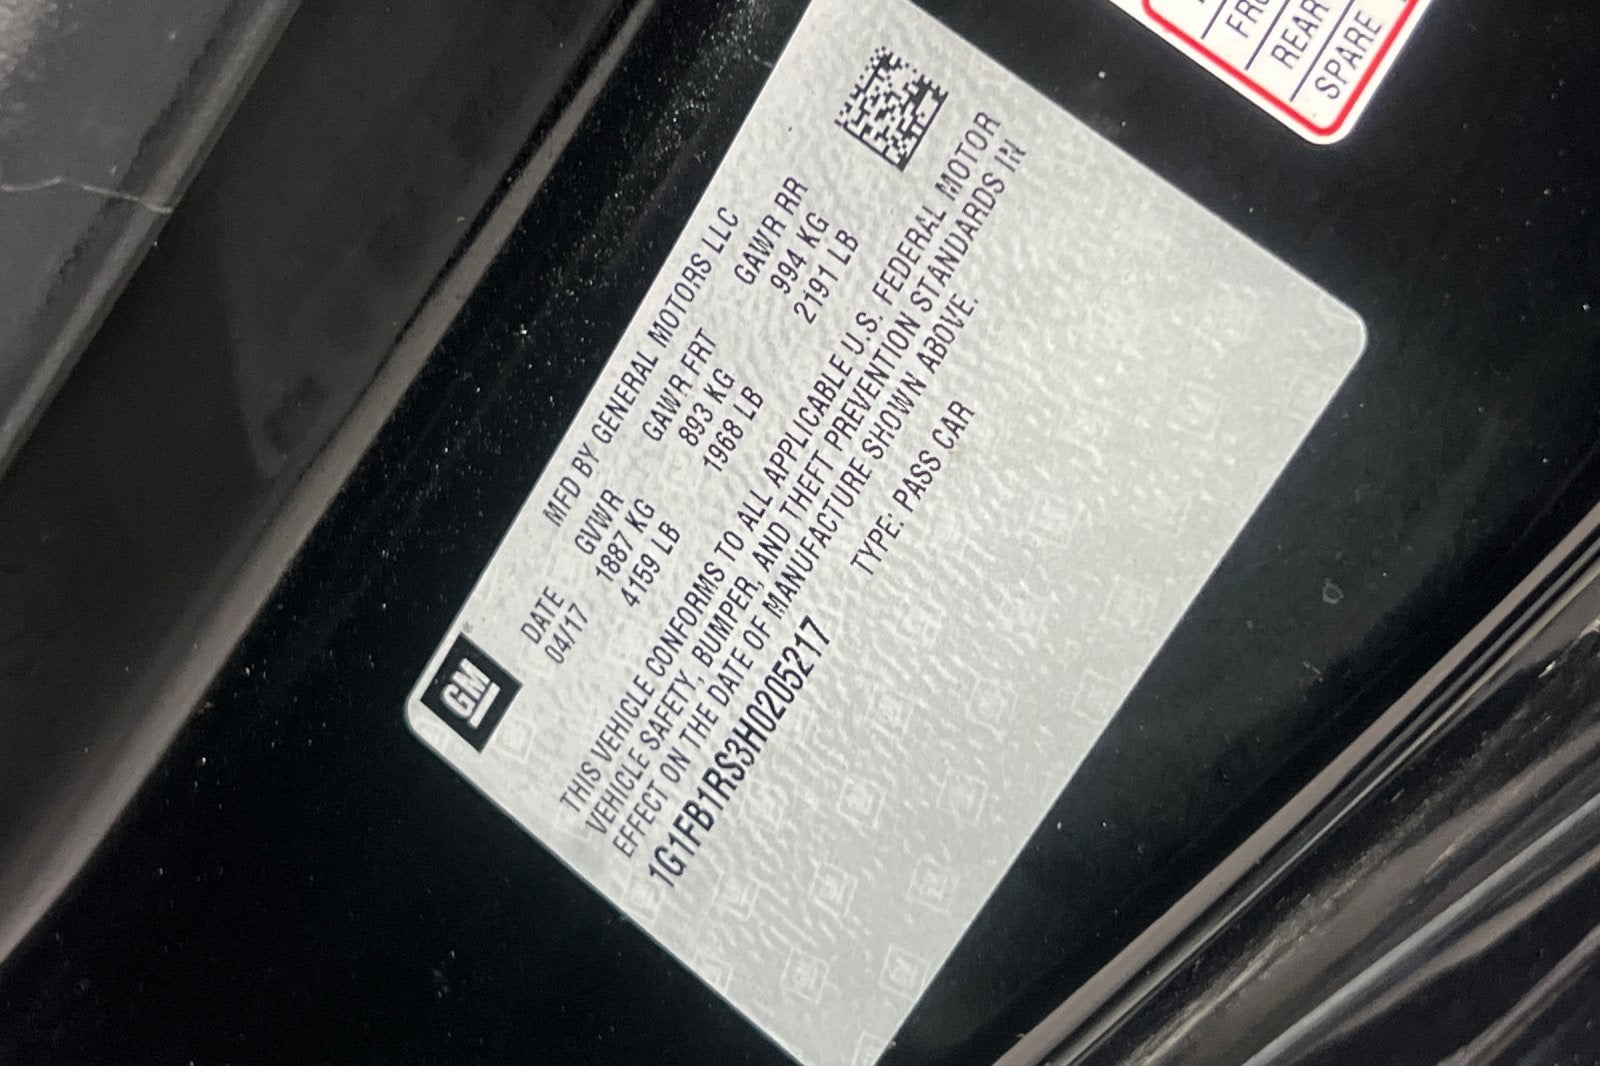 GM
MFD BY GENERAL MOTORS LLC
DATE GVWR GAWR FRT GAWR RR
04/17 1887 KG 893 KG 994 KG
4159 LB 1968 LB 2191 LB
THIS VEHICLE CONFORMS TO ALL APPLICABLE U.S. FEDERAL MOTOR
VEHICLE SAFETY, BUMPER, AND THEFT PREVENTION STANDARDS IN
EFFECT ON THE DATE OF MANUFACTURE SHOWN ABOVE.
1G1FB1RS3H0205217 TYPE: PASS CAR
REAR
SPARE